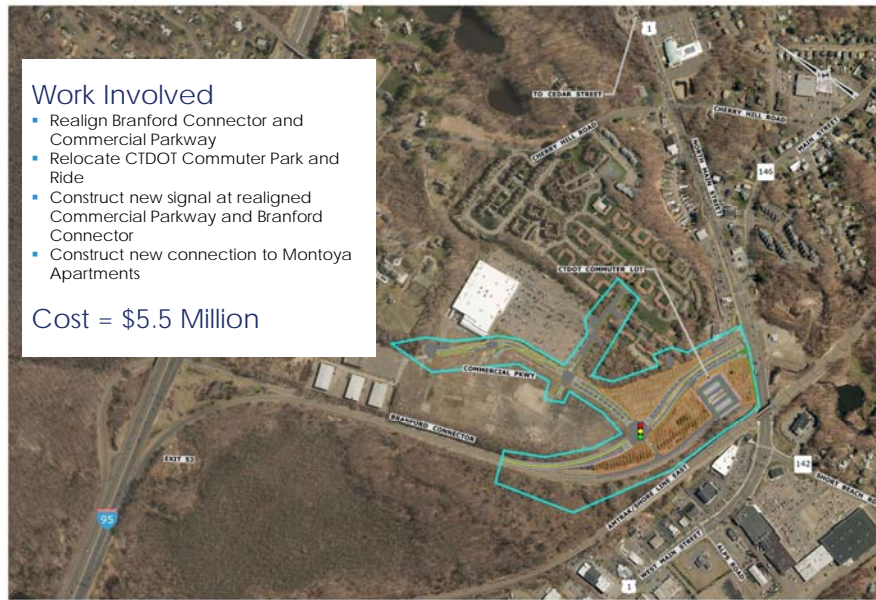 Work Involved
▪ Realign Branford Connector and
Commercial Parkway
▪ Relocate CTDOT Commuter Park and
Ride
▪ Construct new signal at realigned
Commercial Parkway and Branford
Connector
▪ Construct new connection to Montoya
Apartments
Cost = $5.5 Million
1
TO CEDAR STREET
CHERRY HILL ROAD
CHERRY HILL ROAD
MAIN STREET
146
NORTH MAIN STREET
CTDOT COMMUTER LOT
COMMERCIAL PKWY
BRANFORD CONNECTOR
EXIT 53
95
AMTRAK/SHORE LINE EAST
142
SHORT BEACH
WEST MAIN STREET
ALPS ROAD
1